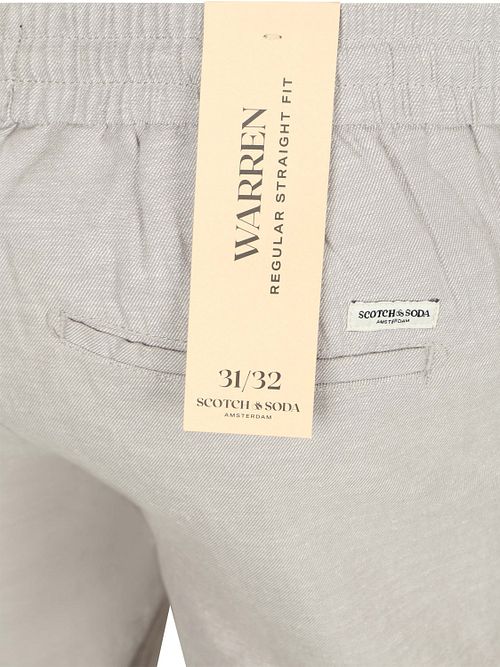 WARREN
REGULAR STRAIGHT FIT
31/32
SCOTCH & SODA
AMSTERDAM
SCOTCH & SODA
AMSTERDAM